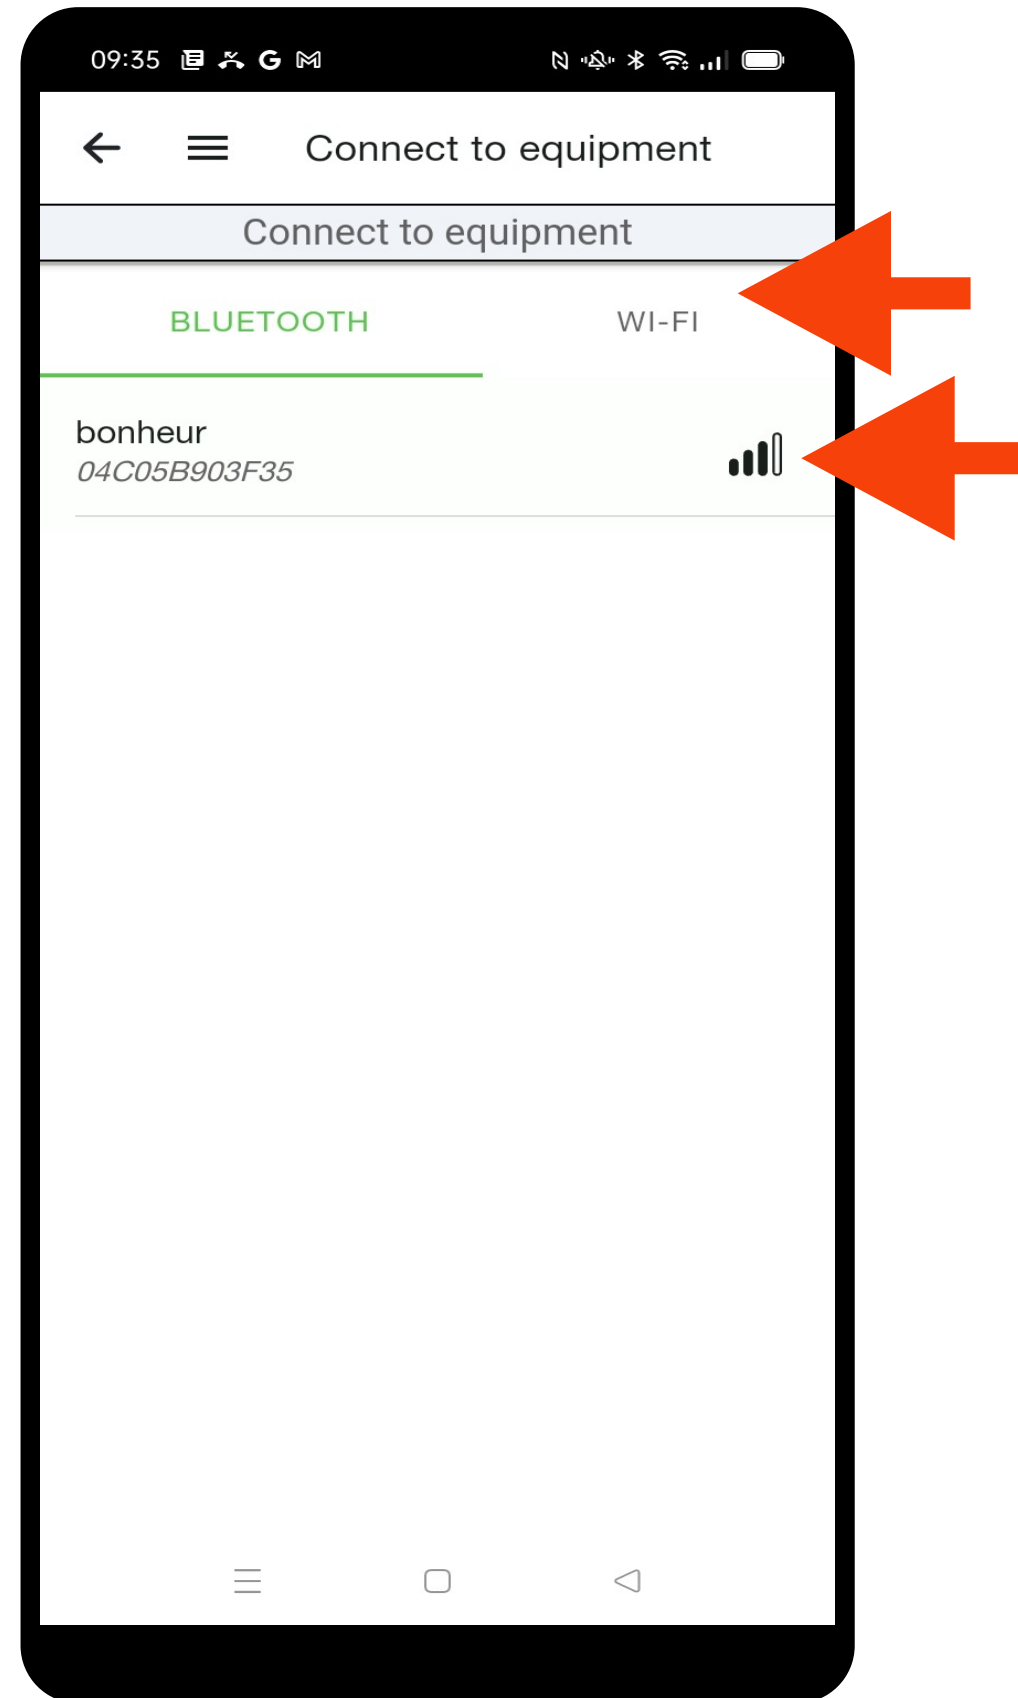 09:35
Connect to equipment
Connect to equipment
BLUETOOTH WI-FI
bonheur
04C05B903F35